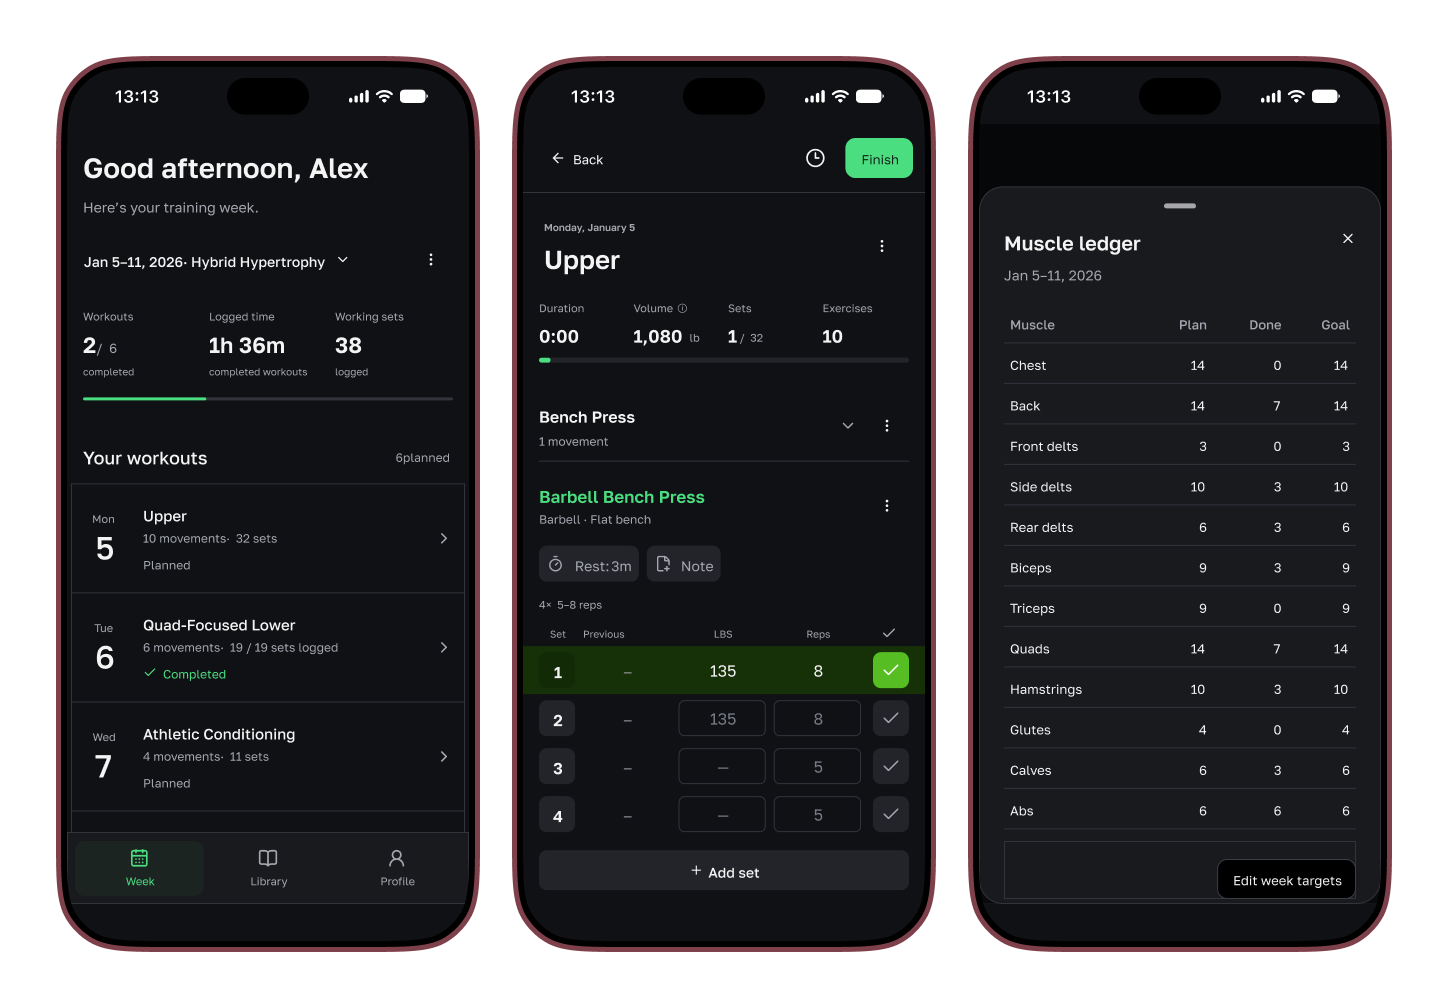 13:13
Good afternoon, Alex
Here's your training week.
Jan 5–11, 2026· Hybrid Hypertrophy
Workouts Logged time Working sets
2/ 6 1h 36m 38
completed completed workouts logged
Your workouts 6planned
Mon
5
Upper
10 movements· 32 sets
Planned
Tue
6
Quad-Focused Lower
6 movements· 19 / 19 sets logged
Completed
Wed
7
Athletic Conditioning
4 movements· 11 sets
Planned
Week Library Profile
13:13
Back Finish
Monday, January 5
Upper
Duration Volume Sets Exercises
0:00 1,080 lb 1 / 32 10
Bench Press
1 movement
Barbell Bench Press
Barbell · Flat bench
Rest: 3m Note
4× 5–8 reps
Set Previous LBS Reps
1 – 135 8
2 – 135 8
3 – — 5
4 – — 5
+ Add set
13:13
Muscle ledger
Jan 5–11, 2026
Muscle Plan Done Goal
Chest 14 0 14
Back 14 7 14
Front delts 3 0 3
Side delts 10 3 10
Rear delts 6 3 6
Biceps 9 3 9
Triceps 9 0 9
Quads 14 7 14
Hamstrings 10 3 10
Glutes 4 0 4
Calves 6 3 6
Abs 6 6 6
Edit week targets